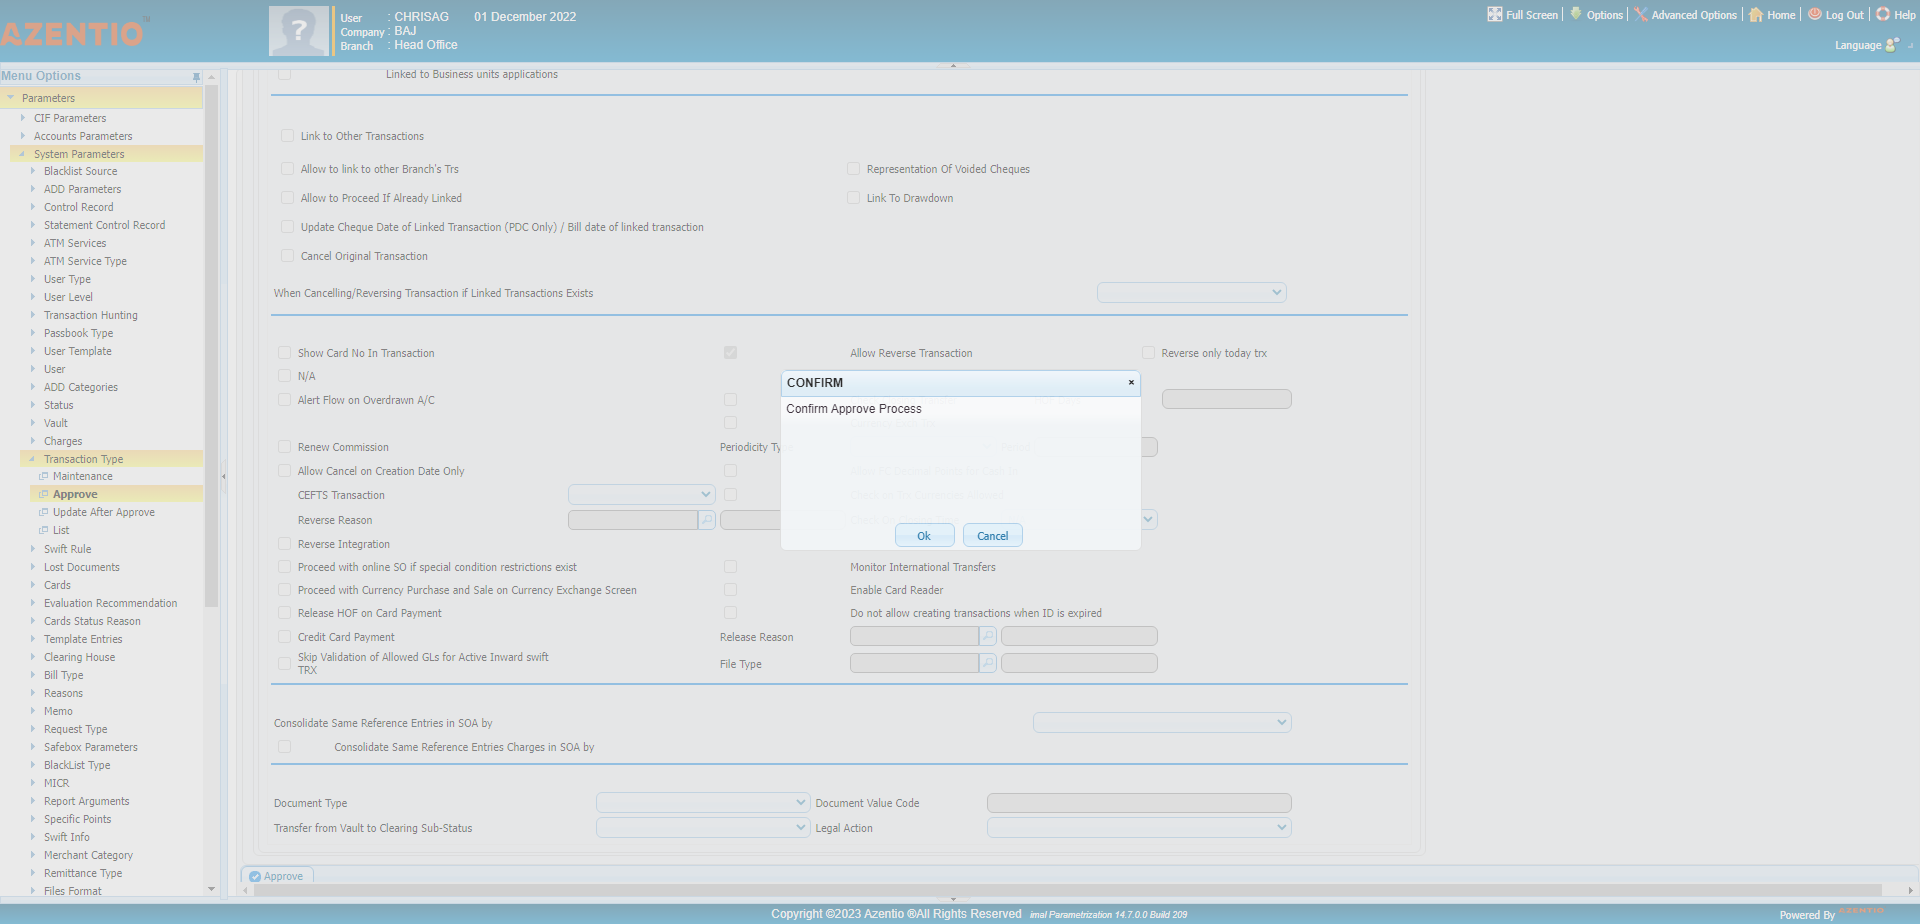 AZENTIO
User : CHRISAG 01 December 2022
Company : BAJ
Branch : Head Office
Full Screen Options Advanced Options Home Log Out Help
Language
Menu Options
Parameters
CIF Parameters
Accounts Parameters
System Parameters
Blacklist Source
ADD Parameters
Control Record
Statement Control Record
ATM Services
ATM Service Type
User Type
User Level
Transaction Hunting
Passbook Type
User Template
User
ADD Categories
Status
Vault
Charges
Transaction Type
Maintenance
Approve
Update After Approve
List
Swift Rule
Lost Documents
Cards
Evaluation Recommendation
Cards Status Reason
Template Entries
Clearing House
Bill Type
Reasons
Memo
Request Type
Safebox Parameters
BlackList Type
MICR
Report Arguments
Specific Points
Swift Info
Merchant Category
Remittance Type
Files Format
Linked to Business units applications
Link to Other Transactions
Allow to link to other Branch's Trs Representation Of Voided Cheques
Allow to Proceed If Already Linked Link To Drawdown
Update Cheque Date of Linked Transaction (PDC Only) / Bill date of linked transaction
Cancel Original Transaction
When Cancelling/Reversing Transaction if Linked Transactions Exists
Show Card No In Transaction Allow Reverse Transaction Reverse only today trx
N/A
Alert Flow on Overdrawn A/C
Renew Commission Periodicity Ty
Allow Cancel on Creation Date Only
CEFTS Transaction
Reverse Reason
Reverse Integration
CONFIRM
Confirm Approve Process
Ok Cancel
Proceed with online SO if special condition restrictions exist Monitor International Transfers
Proceed with Currency Purchase and Sale on Currency Exchange Screen Enable Card Reader
Release HOF on Card Payment Do not allow creating transactions when ID is expired
Credit Card Payment Release Reason
Skip Validation of Allowed GLs for Active Inward swift
TRX File Type
Consolidate Same Reference Entries in SOA by
Consolidate Same Reference Entries Charges in SOA by
Document Type Document Value Code
Transfer from Vault to Clearing Sub-Status Legal Action
Approve
Copyright ©2023 Azentio ®All Rights Reserved imal Parametrization 14.7.0.0 Build 209
Powered By AZENTIO